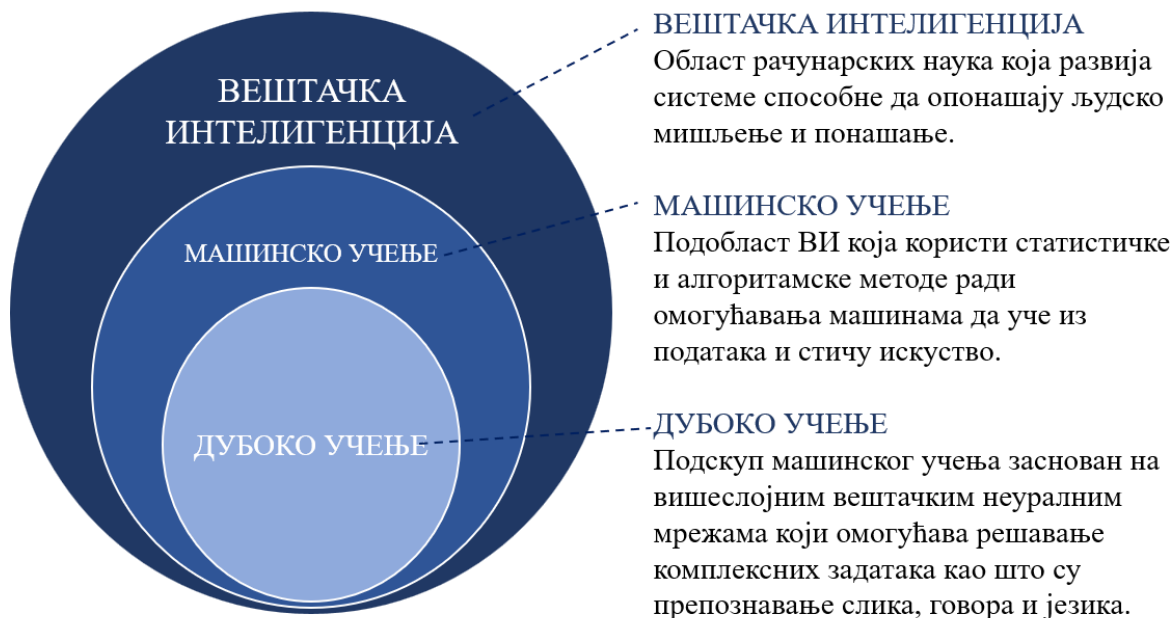 ВЕШТАЧКА
ИНТЕЛИГЕНЦИЈА
МАШИНСКО УЧЕЊЕ
ДУБОКО УЧЕЊЕ
ВЕШТАЧКА ИНТЕЛИГЕНЦИЈА
Област рачунарских наука која развија
системе способне да опонашају људско
мишљење и понашање.
МАШИНСКО УЧЕЊЕ
Подобласт ВИ која користи статистичке
и алгоритамске методе ради
омогућавања машинама да уче из
података и стичу искуство.
ДУБОКО УЧЕЊЕ
Подскуп машинског учења заснован на
вишеслојним вештачким неуралним
мрежама који омогућава решавање
комплексних задатака као што су
препознавање слика, говора и језика.